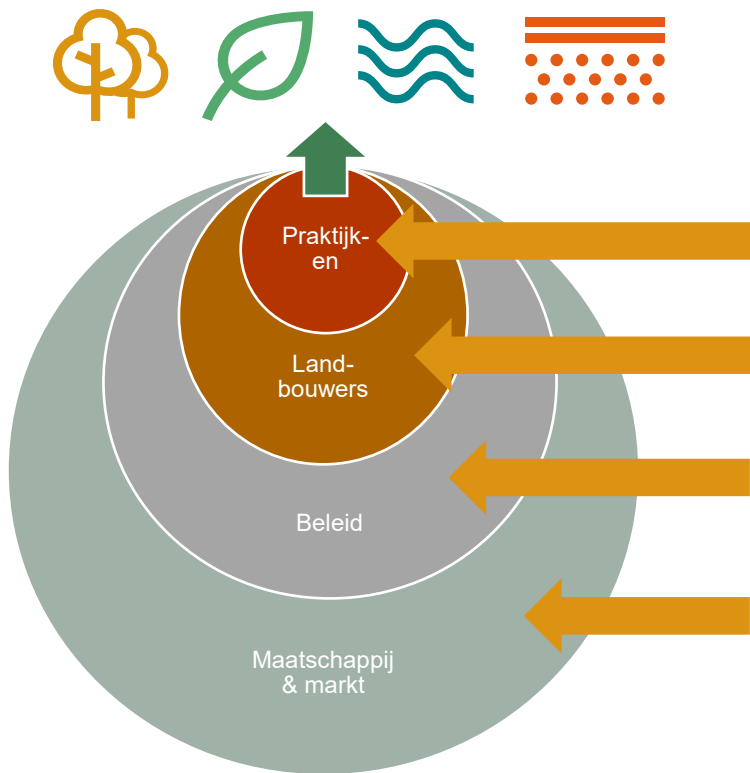 Praktijk-
en
Land-
bouwers
Beleid
Maatschappij
& markt